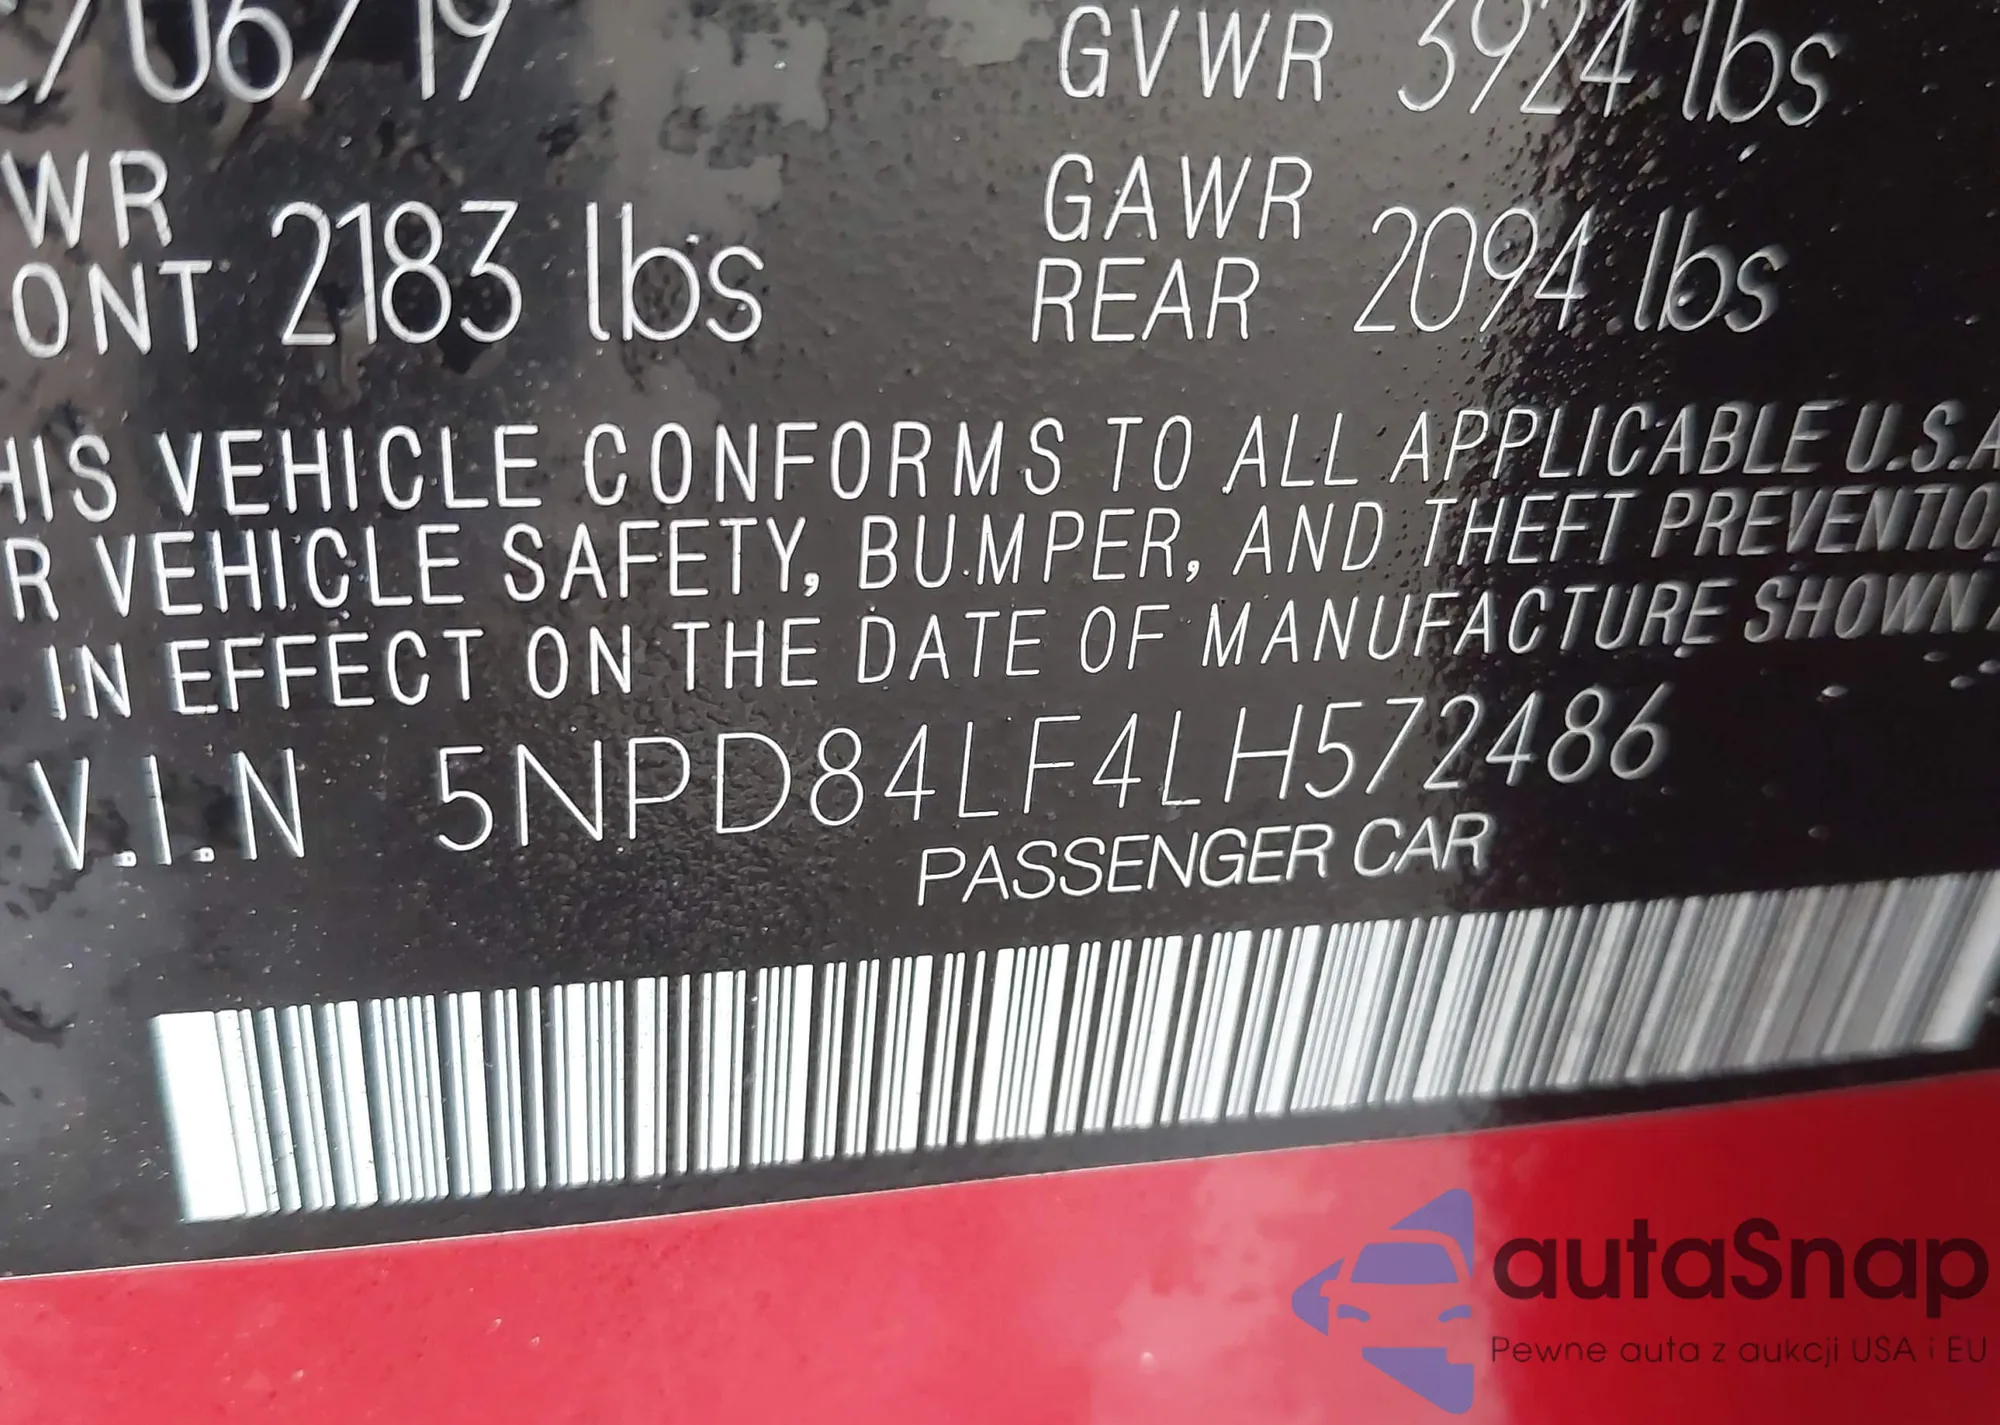 /06/19
GVWR 3924 lbs
WR
ONT 2183 lbs
GAWR
REAR 2094 lbs
HIS VEHICLE CONFORMS TO ALL APPLICABLE U.S.A
R VEHICLE SAFETY, BUMPER, AND THEFT PREVENTIO
IN EFFECT ON THE DATE OF MANUFACTURE SHOWN A
V.I.N 5NPD84LF4LH572486
PASSENGER CAR
autaSnap
Pewne auta z aukcji USA i EU